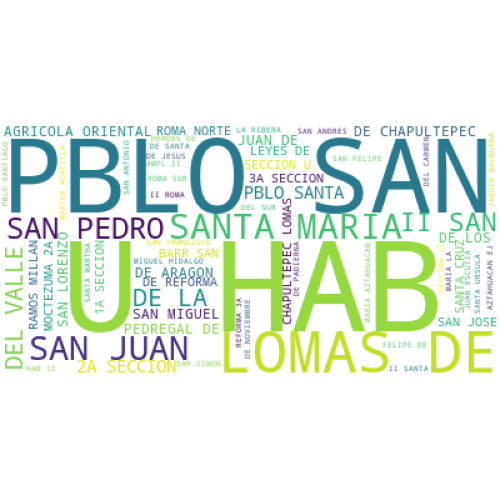 AGRICOLA ORIENTAL
ROMA NORTE
LA RIBERA
SAN ANDRES
DE CHAPULTEPEC
PBLO SAN
HEROES DE
DE SANTA
DE JESUS
AMPL II
JUAN DE
LEYES DE
SECCION U
SAN FELIPE
DEL CARMEN
JARDIN BALBUENA
PBLO SANTIAGO
MARTHA ACATITLA
SAN ANTONIO
ROMA SUR
II ROMA
3A SECCION
PBLO SANTA
DEL SUR
LOMAS
SAN PEDRO
SANTA MARIA
II SAN
DE LOS
DEL VALLE
RAMOS MILLAN
MOCTEZUMA 2A
SAN LORENZO
SANTA MARTHA
1A SECCION
U HAB
SAN FRANCISCO
BARR SAN
MIGUEL HIDALGO
DE ARAGON
DE REFORMA
DE LA
SAN MIGUEL
PEDREGAL DE
REFORMA 3A
DE NOVIEMBRE
CHAPULTEPEC
DE PADIERNA
MARIA AZTAHUACAN
MARIA LA
SANTA CRUZ
JUAN ESCUTIA
SANTA URSULA
AZTAHUACAN EJ
SAN JOSE
SAN JUAN
LOMAS DE
FELIPE DE
HAB II
2A SECCION
SAN SIMON
II SANTA